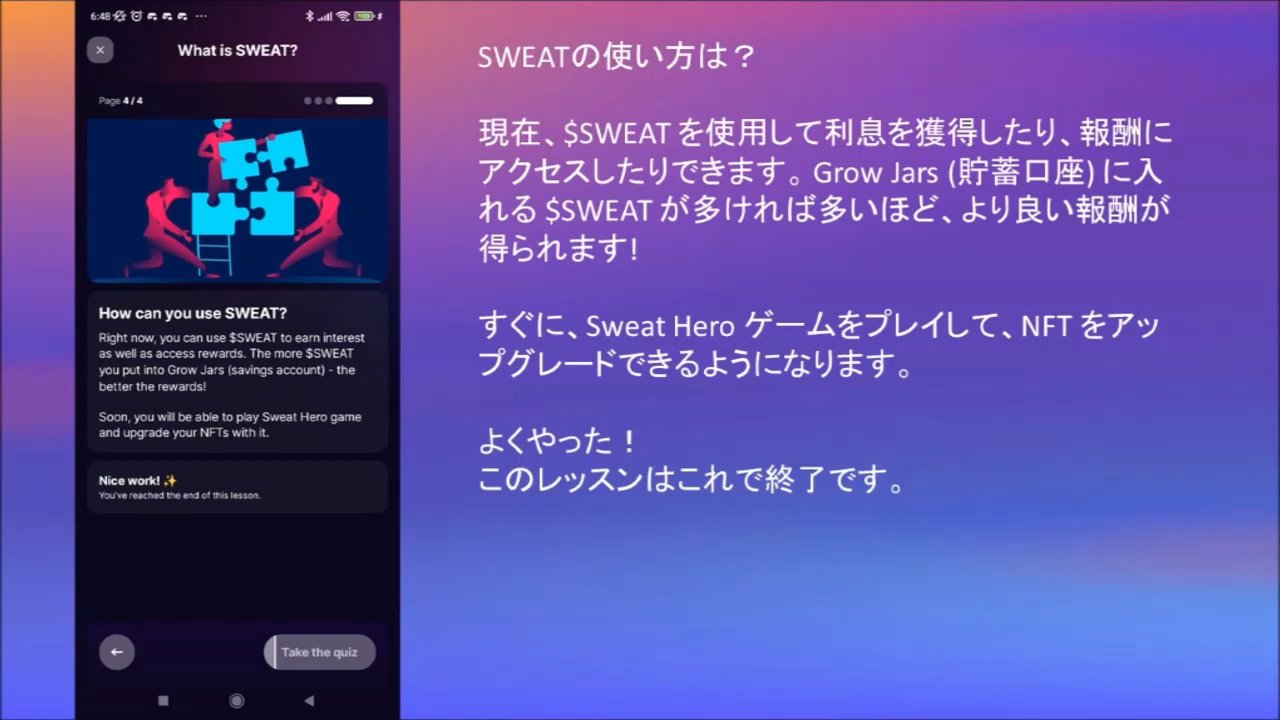 6:48
What is SWEAT?
Page 4 / 4
How can you use SWEAT?
Right now, you can use $SWEAT to earn interest
as well as access rewards. The more $SWEAT
you put into Grow Jars (savings account) - the
better the rewards!
Soon, you will be able to play Sweat Hero game
and upgrade your NFTs with it.
Nice work! ✨
You've reached the end of this lesson.
Take the quiz
SWEATの使い方は？
現在、$SWEAT を使用して利息を獲得したり、報酬に
アクセスしたりできます。Grow Jars (貯蓄口座) に入
れる $SWEAT が多ければ多いほど、より良い報酬が
得られます!
すぐに、Sweat Hero ゲームをプレイして、NFT をアッ
プグレードできるようになります。
よくやった！
このレッスンはこれで終了です。